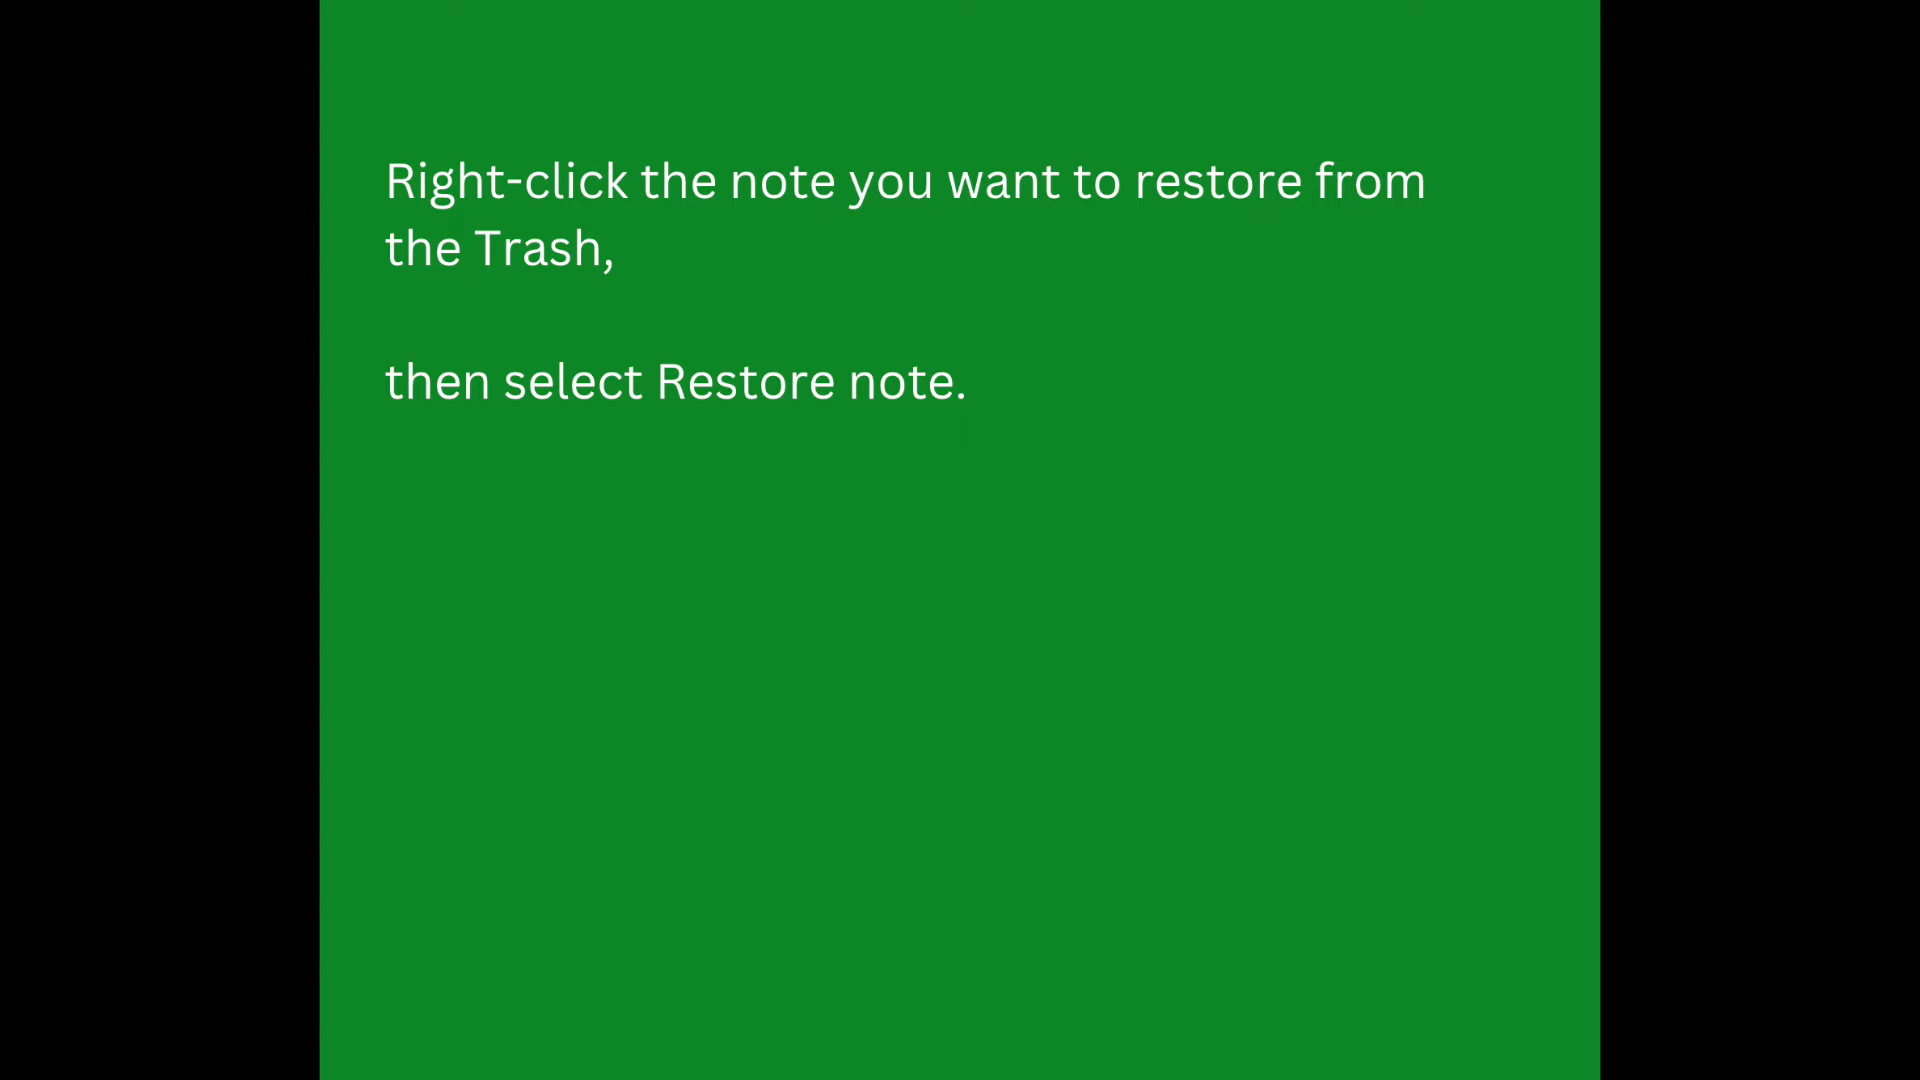 Right-click the note you want to restore from
the Trash,
then select Restore note.